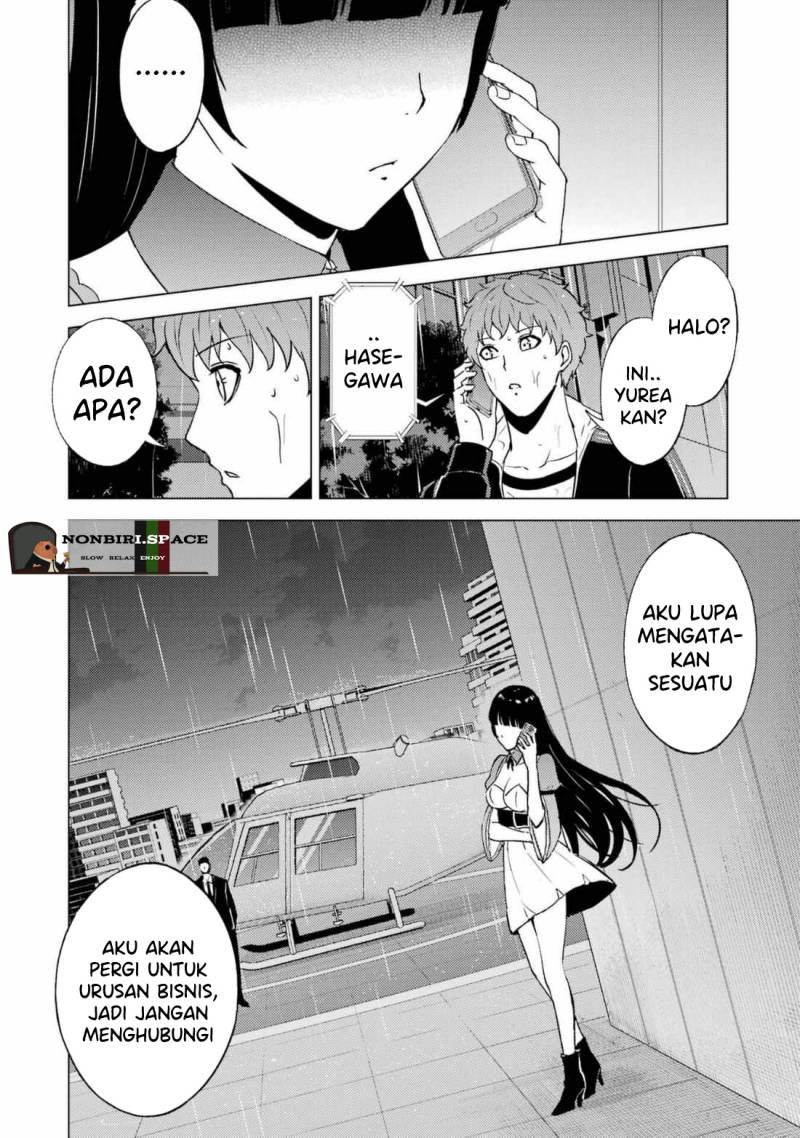 ......
HALO?
INI..
YUREA
KAN?
..
HASE-
GAWA
ADA
APA?
NONBIRI.SPACE
SLOW RELAX ENJOY
AKU LUPA
MENGATA-
KAN
SESUATU
AKU AKAN
PERGI UNTUK
URUSAN BISNIS,
JADI JANGAN
MENGHUBUNGI